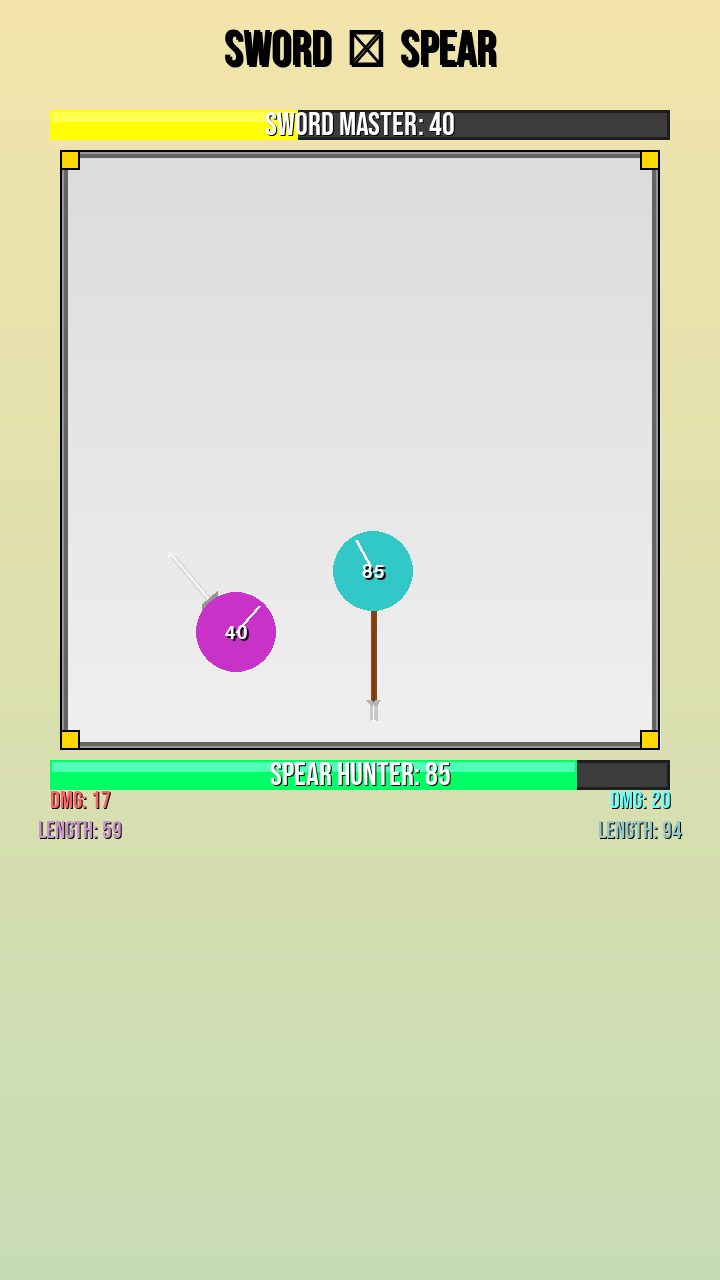 SWORD ☒ SPEAR
SWORD MASTER: 40
85
40
SPEAR HUNTER: 85
DMG: 17 DMG: 20
LENGTH: 59 LENGTH: 94